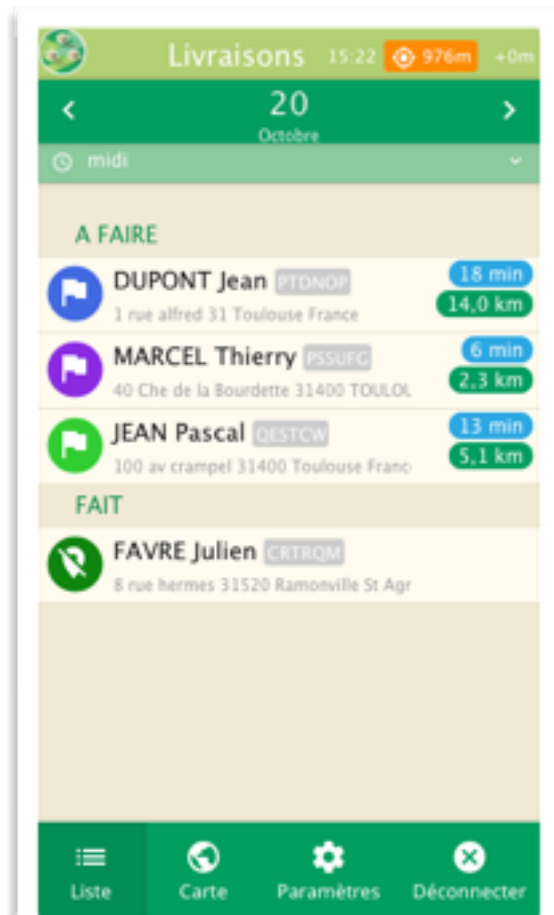 Livraisons 15:22 976m +0m
20
Octobre
midi
A FAIRE
DUPONT Jean PTDNOP 18 min
1 rue alfred 31 Toulouse France 14,0 km
MARCEL Thierry PSSUFG 6 min
40 Che de la Bourdette 31400 TOULOU 2,3 km
JEAN Pascal QESTCW 13 min
100 av crampel 31400 Toulouse Franc 5,1 km
FAIT
FAVRE Julien CRTRQM
8 rue hermes 31520 Ramonville St Agr
Liste Carte Paramètres Déconnecter